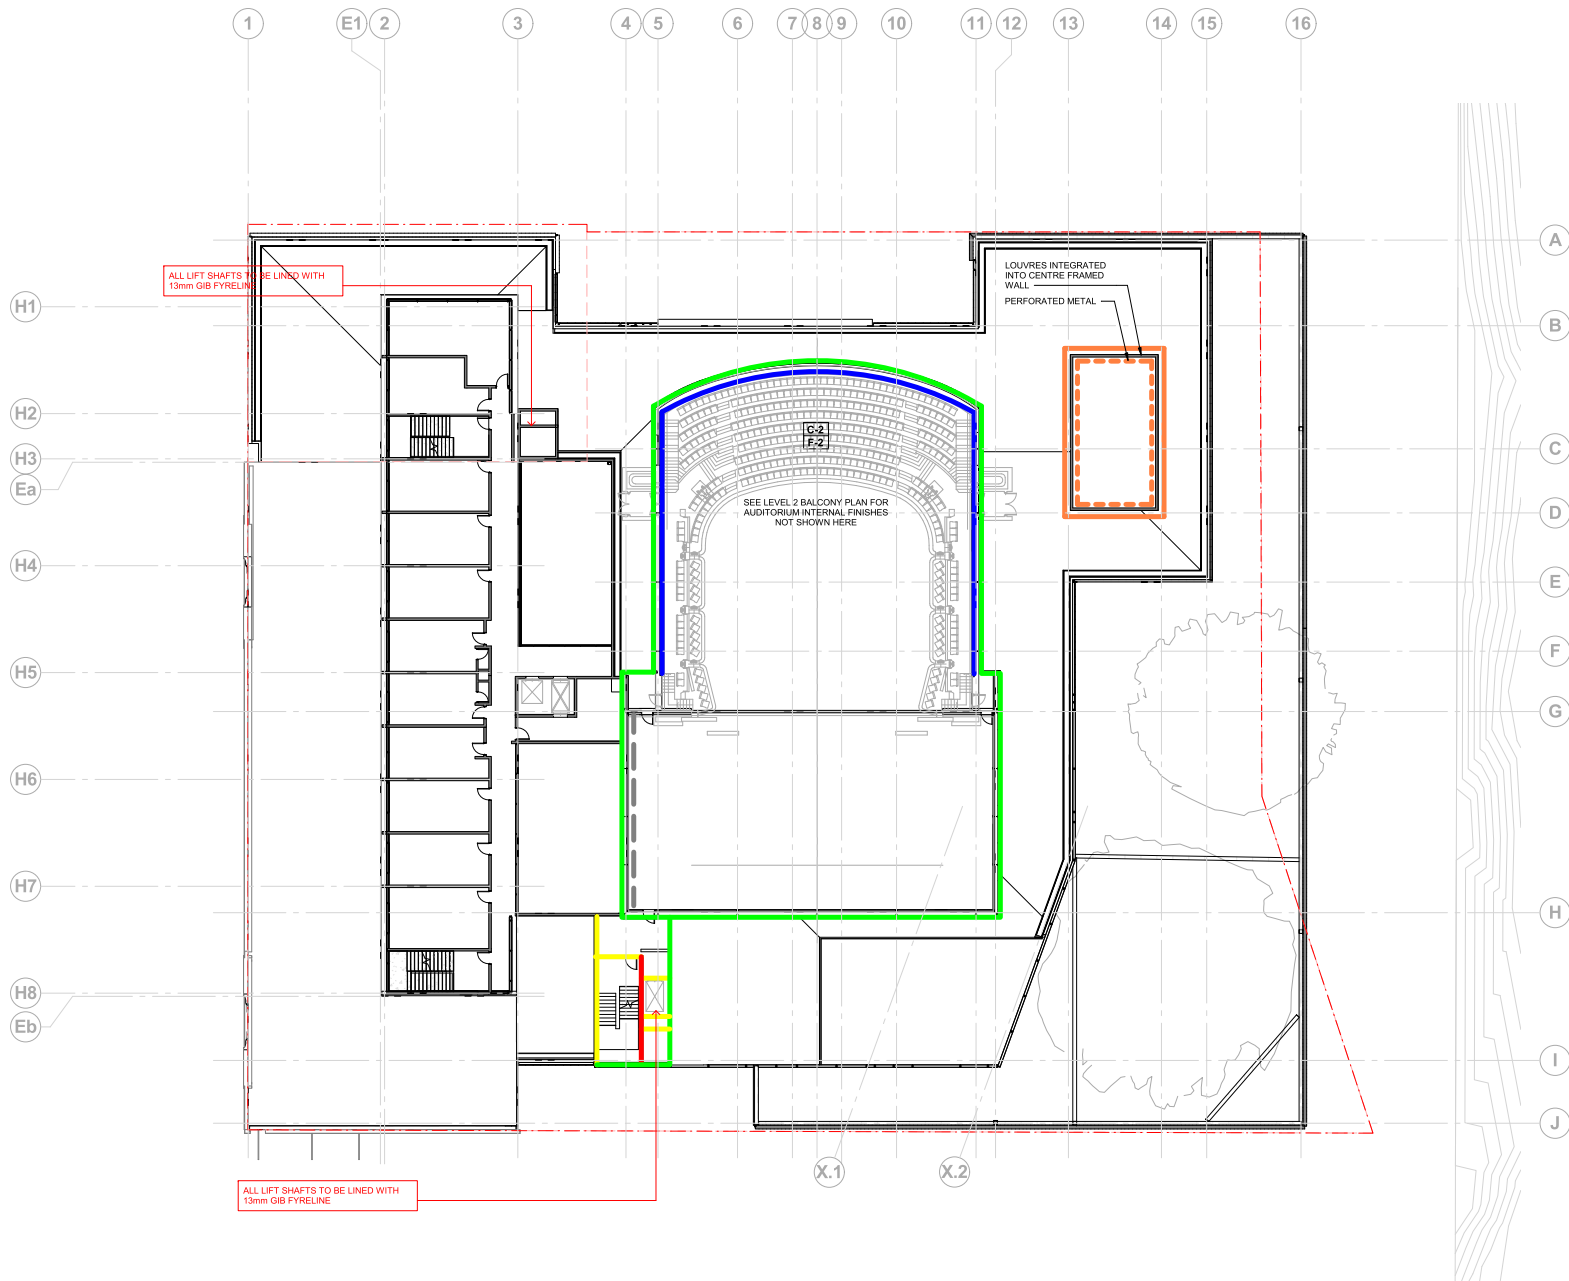 1
E1
2
3
4
5
6
7
8
9
10
11
12
13
14
15
16
A
ALL LIFT SHAFTS TO BE LINED WITH
13mm GIB FYRELINE
LOUVRES INTEGRATED
INTO CENTRE FRAMED
WALL
PERFORATED METAL
H1
B
H2
C-2
F-2
H3
C
Ea
SEE LEVEL 2 BALCONY PLAN FOR
AUDITORIUM INTERNAL FINISHES
NOT SHOWN HERE
D
H4
E
F
H5
G
H6
H7
H
H8
Eb
I
J
X.1
X.2
ALL LIFT SHAFTS TO BE LINED WITH
13mm GIB FYRELINE